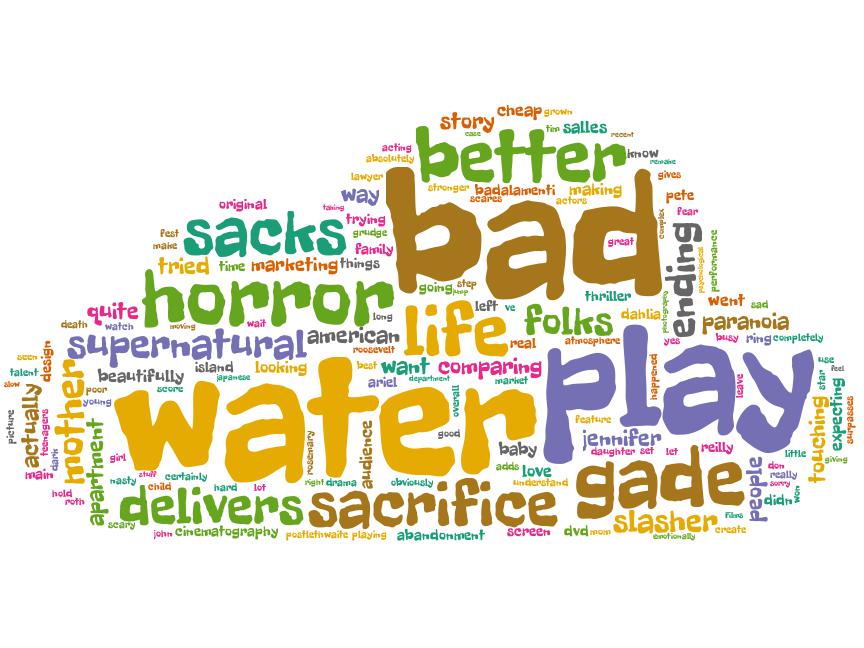 cheap grown
story
case tim salles recent
acting better know
absolutely remake
lawyer stronger badalamenti making gives
way scares actors pete
original taking bad fear
trying great complex
fest sacks grudge ending
make family psychological performance
tried time marketing things
going step jump thriller went sad
horror long left ve photography
quite life folks dahlia paranoia
death watch moving wait real yes busy ring completely
supernatural american atmosphere
seen design roosevelt play happened use
talent beautifully island looking best want comparing feel
slow japanese ariel department market leave star
mother poor score expecting
young water overall surpasses
picture actually teenagers feature touching
apartment girl rosemary audience good jennifer little
main dark baby daughter set let reilly giving
nasty stuff certainly adds love gade people don
hold child hard lot right drama obviously understand really
roth sorry
delivers sacrifice didn won
scary slasher films
john cinematography postlethwaite playing abandonment screen dvd mom create
emotionally